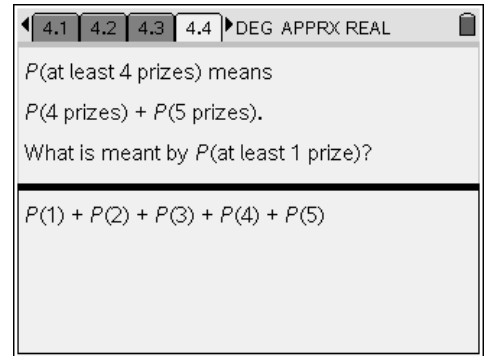 4.1 4.2 4.3 4.4 DEG APPRX REAL
P(at least 4 prizes) means
P(4 prizes) + P(5 prizes).
What is meant by P(at least 1 prize)?
P(1) + P(2) + P(3) + P(4) + P(5)